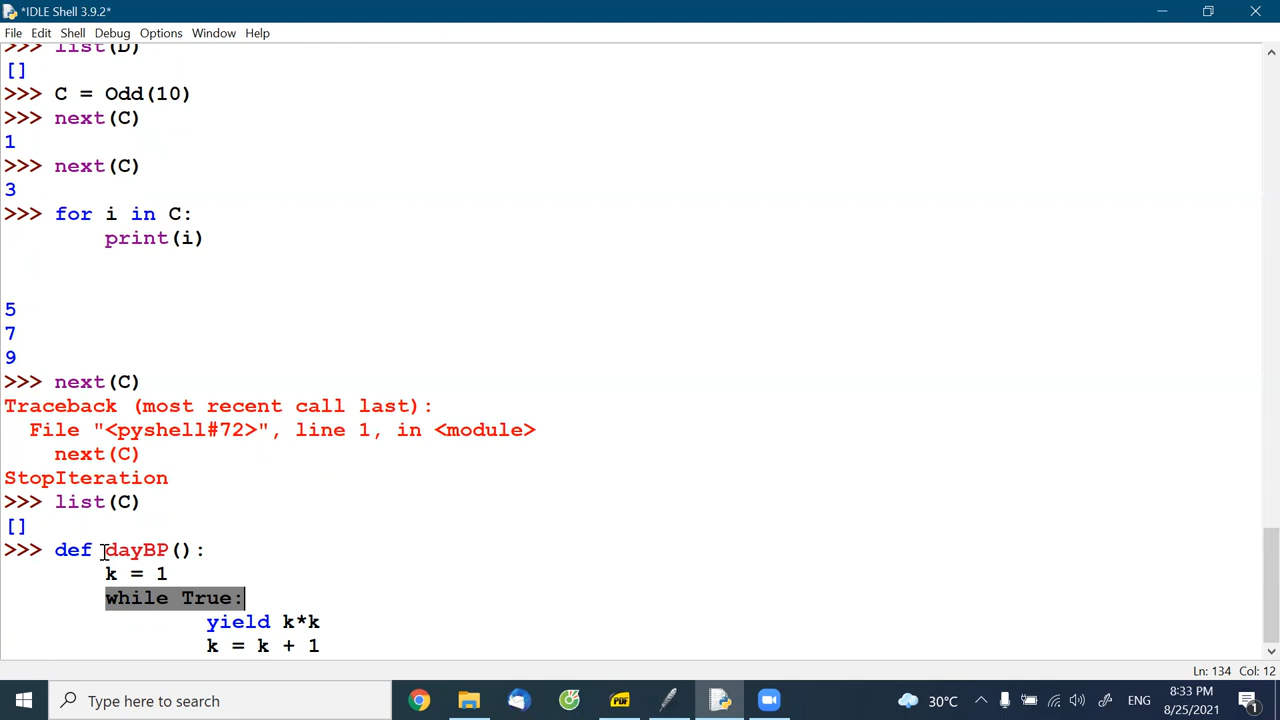 *IDLE Shell 3.9.2*
File Edit Shell Debug Options Window Help
>>> list(D)
[]
>>> C = Odd(10)
>>> next(C)
1
>>> next(C)
3
>>> for i in C:
print(i)
5
7
9
>>> next(C)
Traceback (most recent call last):
File "<pyshell#72>", line 1, in <module>
next(C)
StopIteration
>>> list(C)
[]
>>> def dayBP():
k = 1
while True:
yield k*k
k = k + 1
Ln: 134 Col: 12
Type here to search
PDF
30°C
ENG
8:33 PM
8/25/2021
1